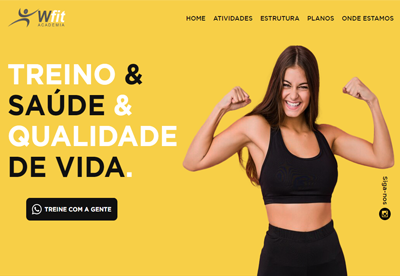 Wfit
ACADEMIA
HOME ATIVIDADES ESTRUTURA PLANOS ONDE ESTAMOS
TREINO &
SAÚDE &
QUALIDADE
DE VIDA.
TREINE COM A GENTE
Siga-nos